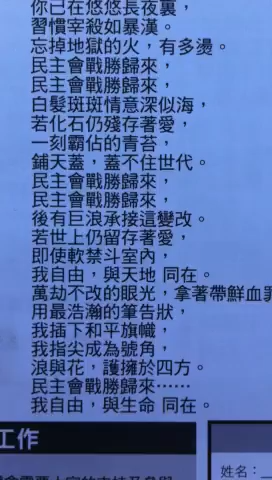 你已在悠悠長夜裏，
習慣宰殺如暴漢。
忘掉地獄的火，有多燙。
民主會戰勝歸來，
民主會戰勝歸來，
白髮斑斑情意深似海，
若化石仍殘存著愛，
一刻霸佔的青苔，
鋪天蓋，蓋不住世代。
民主會戰勝歸來，
民主會戰勝歸來，
後有巨浪承接這變改。
若世上仍留存著愛，
即使軟禁斗室內，
我自由，與天地 同在。
萬劫不改的眼光，拿著帶鮮血罪
用最浩瀚的筆告狀，
我插下和平旗幟，
我指尖成為號角，
浪與花，護擁於四方。
民主會戰勝歸來……
我自由，與生命 同在。
工作
姓名：